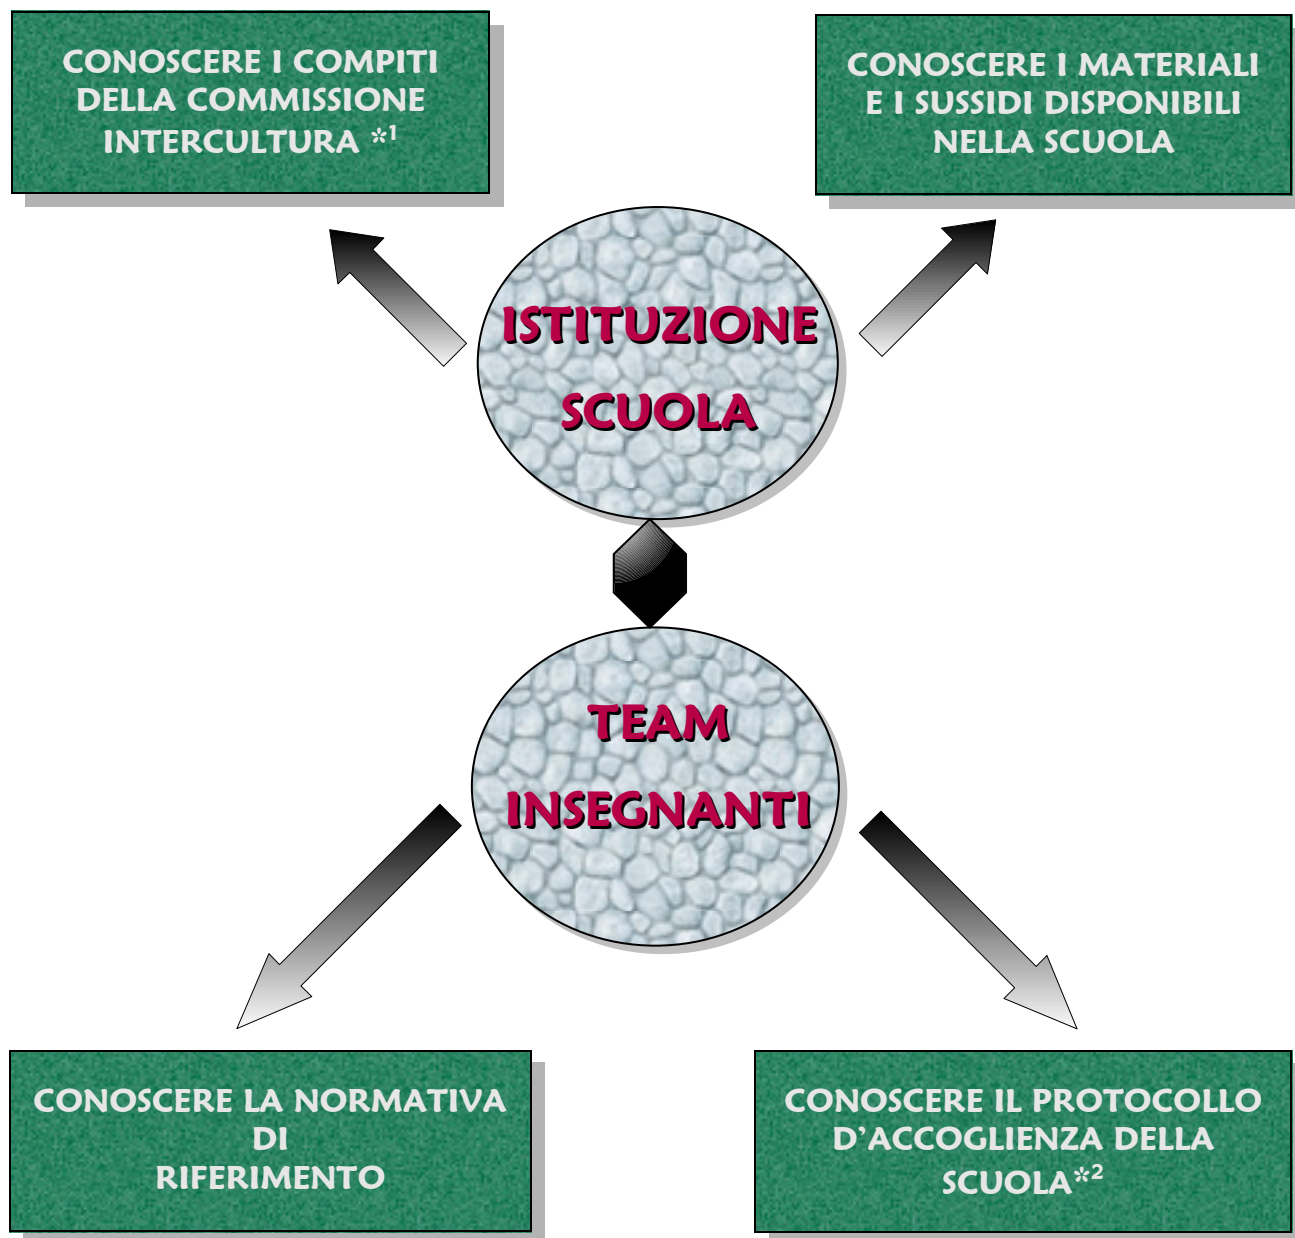 CONOSCERE I COMPITI
DELLA COMMISSIONE
INTERCULTURA *1
CONOSCERE I MATERIALI
E I SUSSIDI DISPONIBILI
NELLA SCUOLA
ISTITUZIONE
SCUOLA
TEAM
INSEGNANTI
CONOSCERE LA NORMATIVA
DI
RIFERIMENTO
CONOSCERE IL PROTOCOLLO
D’ACCOGLIENZA DELLA
SCUOLA*2